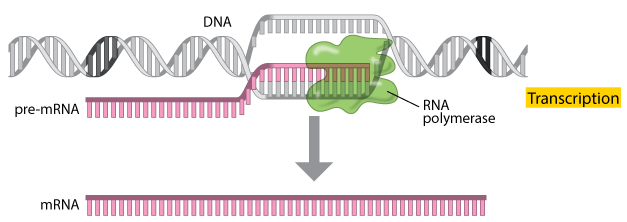 DNA
pre-mRNA
RNA
polymerase
Transcription
mRNA